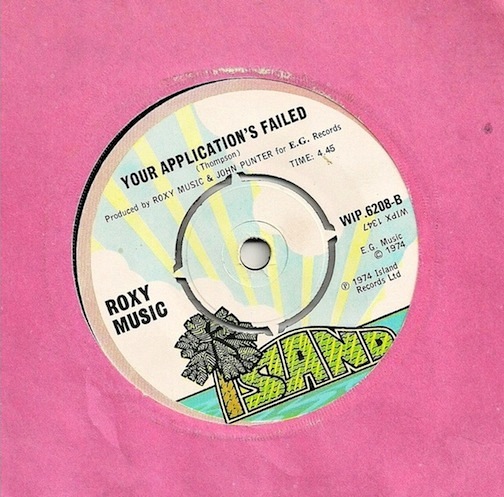 YOUR APPLICATION'S FAILED
(Thompson)
Produced by ROXY MUSIC & JOHN PUNTER for E.G. Records
TIME: 4.45
WIP.6208-B
WIPX 1347
E.G. Music
© 1974
℗ 1974 Island
Records Ltd
ROXY
MUSIC
ISLAND